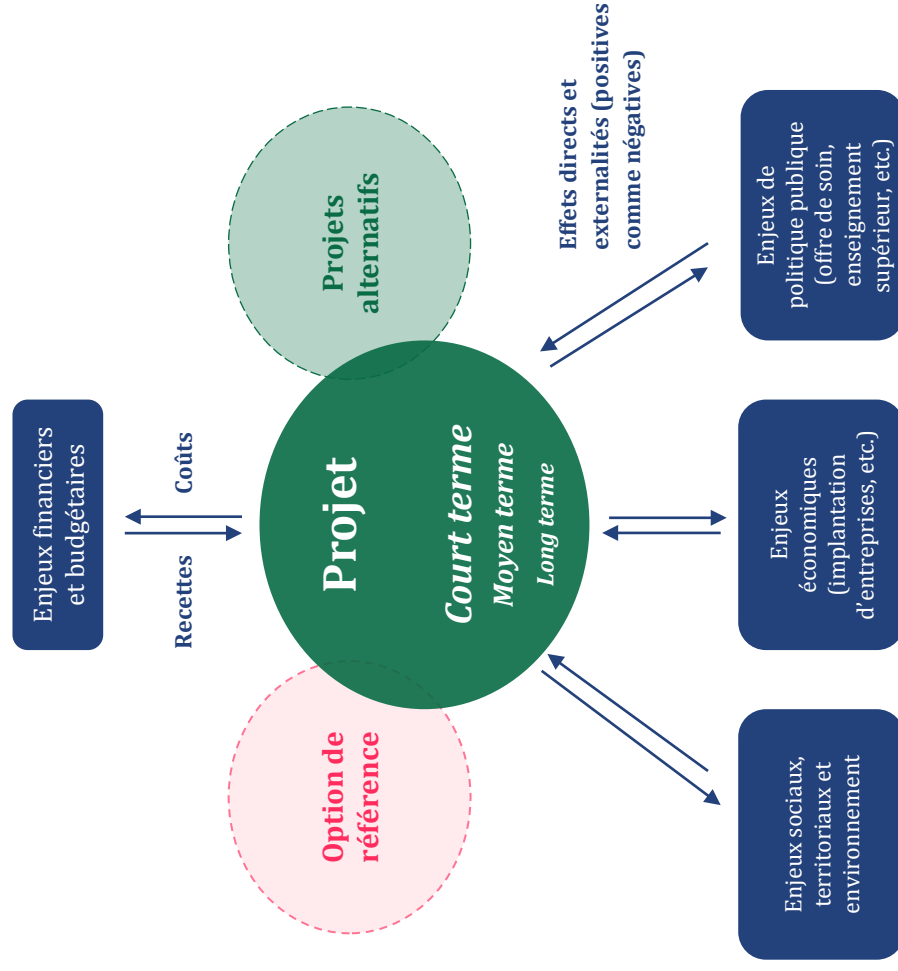 Enjeux financiers
et budgétaires
Recettes
Coûts
Option de
référence
Projet
Court terme
Moyen terme
Long terme
Projets
alternatifs
Effets directs et
externalités (positives
comme négatives)
Enjeux sociaux,
territoriaux et
environnement
Enjeux
économiques
(implantation
d'entreprises, etc.)
Enjeux de
politique publique
(offre de soin,
enseignement
supérieur, etc.)